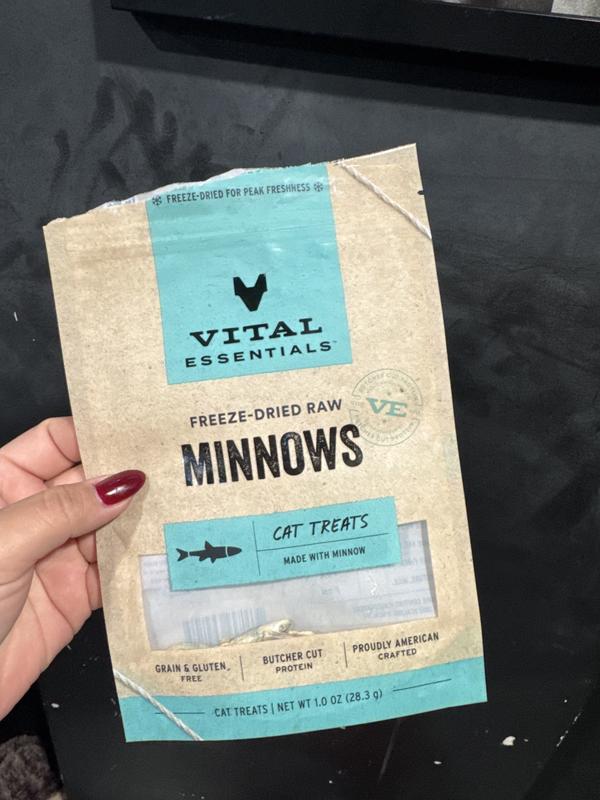 FREEZE-DRIED FOR PEAK FRESHNESS
VITAL
ESSENTIALS™
FREEZE-DRIED RAW
MINNOWS
VE
CAT TREATS
MADE WITH MINNOW
GRAIN & GLUTEN FREE
BUTCHER CUT PROTEIN
PROUDLY AMERICAN CRAFTED
CAT TREATS | NET WT 1.0 OZ (28.3 g)